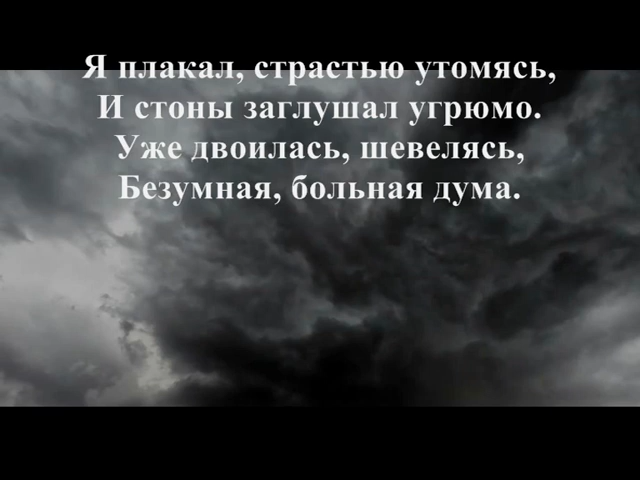 Я плакал, страстью утомясь,
И стоны заглушал угрюмо.
Уже двоилась, шевелясь,
Безумная, больная дума.